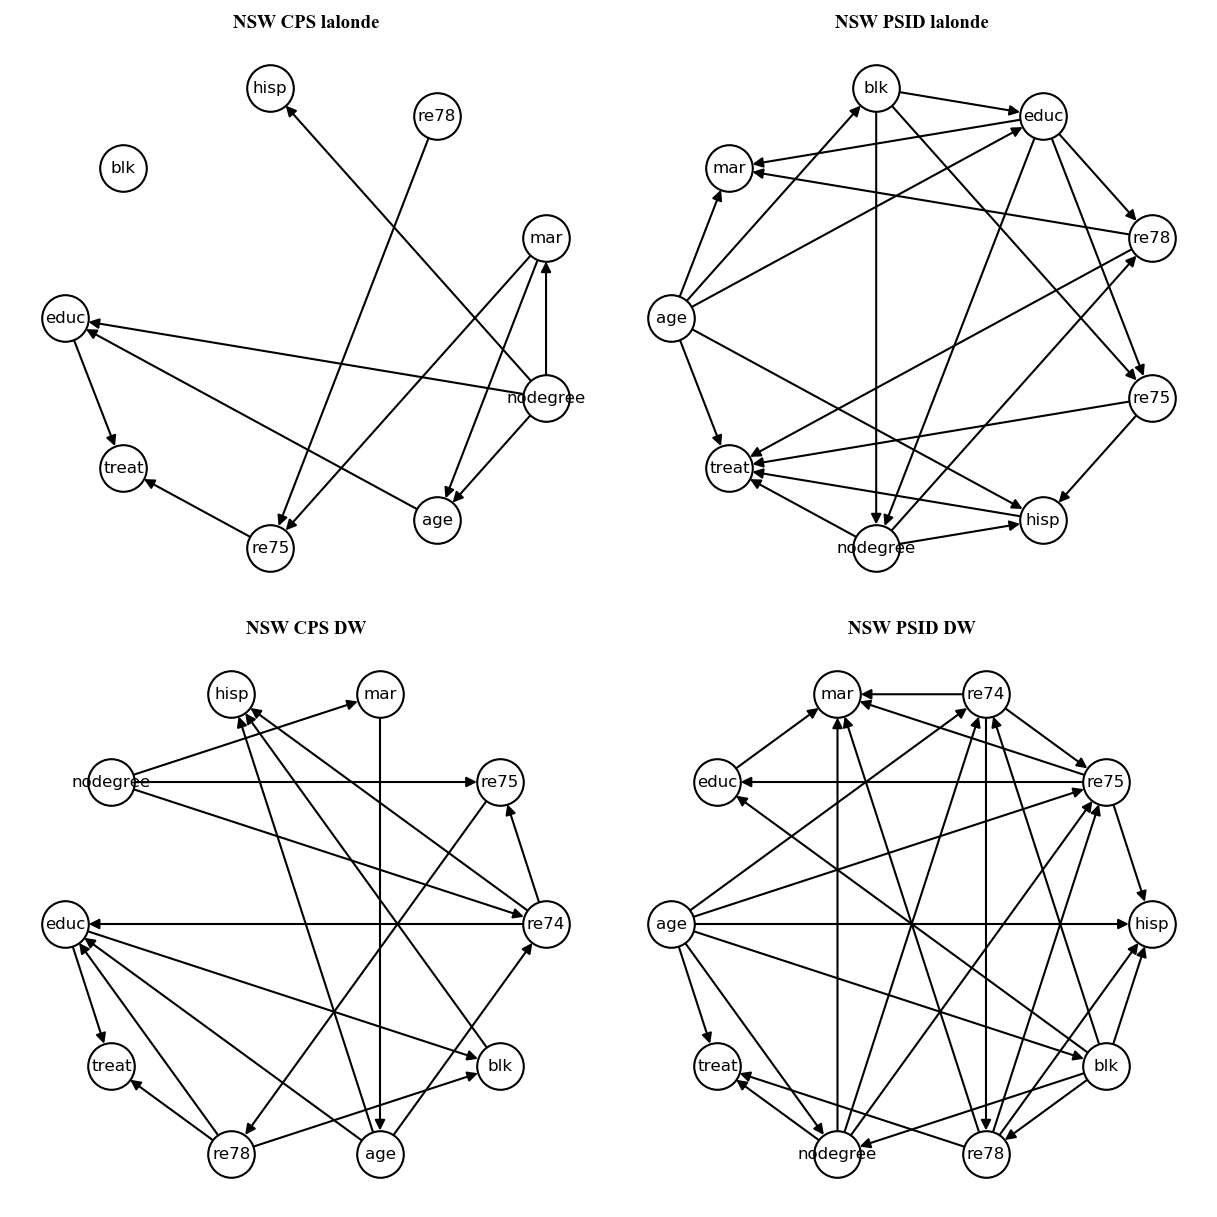 NSW CPS lalonde
hisp
re78
blk
mar
educ
nodegree
treat
age
re75
NSW PSID lalonde
blk
educ
mar
re78
age
re75
treat
hisp
nodegree
NSW CPS DW
hisp
mar
nodegree
re75
educ
re74
treat
blk
re78
age
NSW PSID DW
mar
re74
educ
re75
age
hisp
treat
blk
nodegree
re78